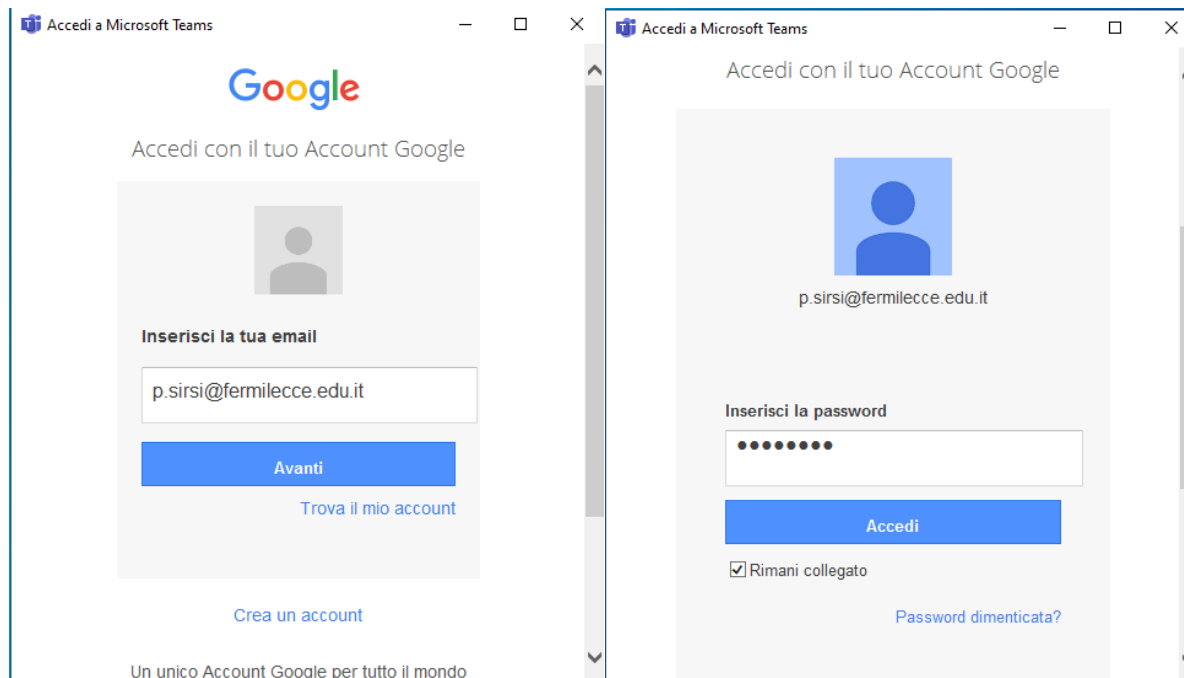 Accedi a Microsoft Teams
Google
Accedi con il tuo Account Google
Inserisci la tua email
p.sirsi@fermilecce.edu.it
Avanti
Trova il mio account
Crea un account
Un unico Account Google per tutto il mondo
Accedi a Microsoft Teams
Accedi con il tuo Account Google
p.sirsi@fermilecce.edu.it
Inserisci la password
••••••••
Accedi
Rimani collegato
Password dimenticata?